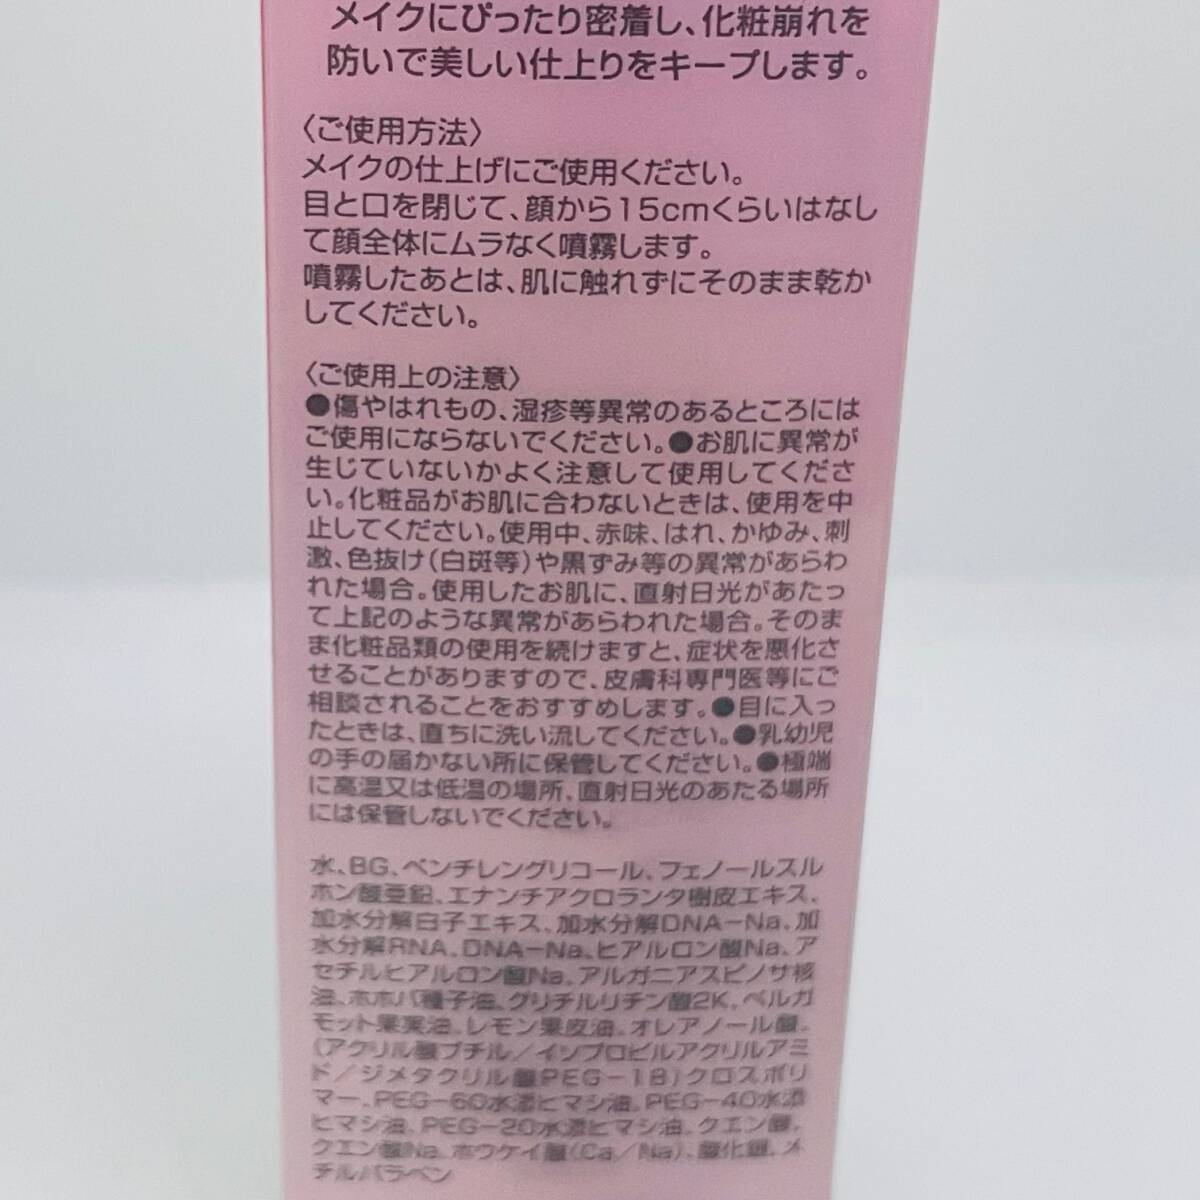 メイクにぴったり密着し、化粧崩れを
防いで美しい仕上りをキープします。
〈ご使用方法〉
メイクの仕上げにご使用ください。
目と口を閉じて、顔から15cmくらいはなし
て顔全体にムラなく噴霧します。
噴霧したあとは、肌に触れずにそのまま乾か
してください。
〈ご使用上の注意〉
●傷やはれもの、湿疹等異常のあるところには
ご使用にならないでください。●お肌に異常が
生じていないかよく注意して使用してくださ
い。化粧品がお肌に合わないときは、使用を中
止してください。使用中、赤味、はれ、かゆみ、刺
激、色抜け（白斑等）や黒ずみ等の異常があらわ
れた場合。使用したお肌に、直射日光があたっ
て上記のような異常があらわれた場合。そのま
ま化粧品類の使用を続けますと、症状を悪化さ
せることがありますので、皮膚科専門医等にご
相談されることをおすすめします。●目に入っ
たときは、直ちに洗い流してください。●乳幼児
の手の届かない所に保管してください。●極端
に高温又は低温の場所、直射日光のあたる場所
には保管しないでください。
水、BG、ペンチレングリコール、フェノールスル
ホン酸亜鉛、エナンチアクロランタ樹皮エキス、
加水分解白子エキス、加水分解DNA-Na、加
水分解RNA、DNA-Na、ヒアルロン酸Na、ア
セチルヒアルロン酸Na、アルガニアスピノサ核
油、ホホバ種子油、グリチルリチン酸2K、ベルガ
モット果実油、レモン果皮油、オレアノール酸、
（アクリル酸ブチル／イソプロピルアクリルアミ
ド／ジメタクリル酸PEG-18）クロスポリ
マー、PEG-60水添ヒマシ油、PEG-40水添
ヒマシ油、PEG-20水添ヒマシ油、クエン酸、
クエン酸Na、ホウケイ酸（Ca／Na）、酸化銀、メ
チルパラベン